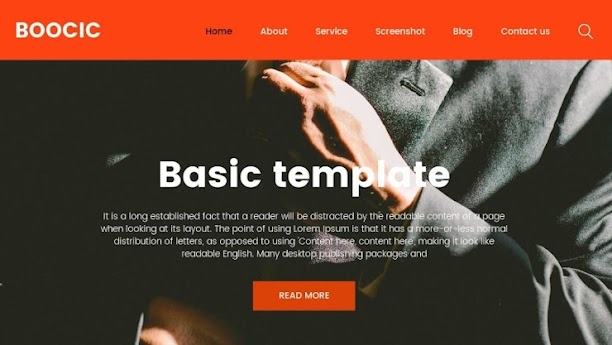 BOOCIC
Home About Service Screenshot Blog Contact us
Basic template
It is a long established fact that a reader will be distracted by the readable content of a page
when looking at its layout. The point of using Lorem Ipsum is that it has a more-or-less normal
distribution of letters, as opposed to using 'Content here, content here, making it look like
readable English. Many desktop publishing packages and
READ MORE